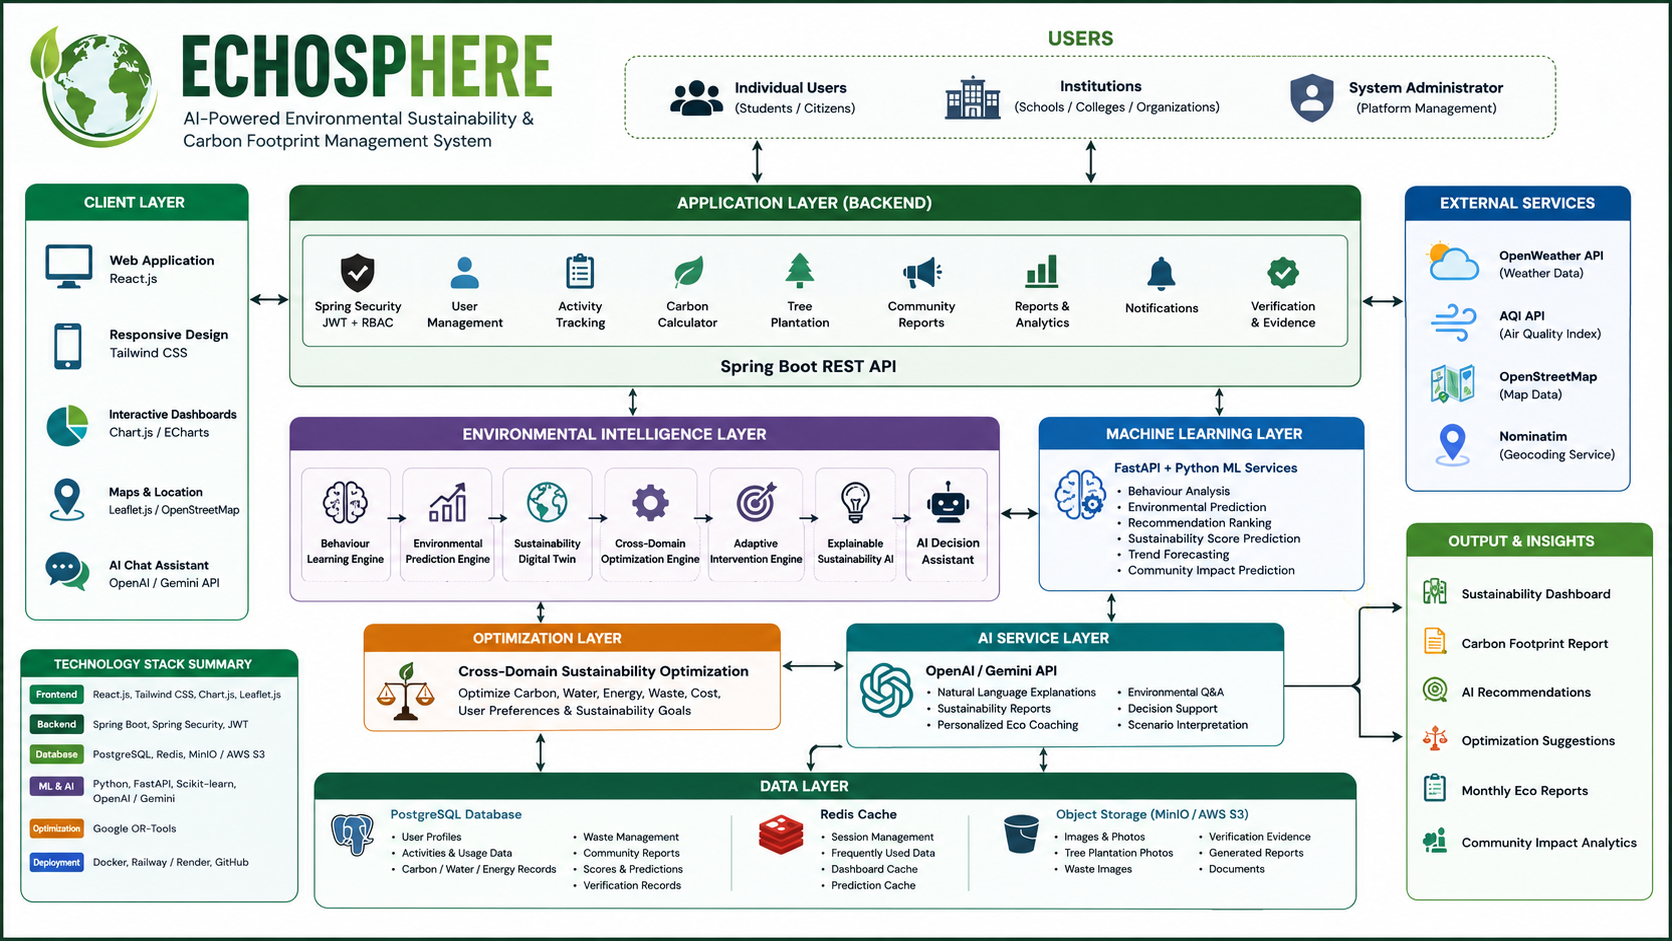 ECHOSPHERE
AI-Powered Environmental Sustainability &
Carbon Footprint Management System
USERS
Individual Users
(Students / Citizens)
Institutions
(Schools / Colleges / Organizations)
System Administrator
(Platform Management)
CLIENT LAYER
Web Application
React.js
Responsive Design
Tailwind CSS
Interactive Dashboards
Chart.js / ECharts
Maps & Location
Leaflet.js / OpenStreetMap
AI Chat Assistant
OpenAI / Gemini API
APPLICATION LAYER (BACKEND)
Spring Security
JWT + RBAC
User
Management
Activity
Tracking
Carbon
Calculator
Tree
Plantation
Community
Reports
Reports &
Analytics
Notifications
Verification
& Evidence
Spring Boot REST API
EXTERNAL SERVICES
OpenWeather API
(Weather Data)
AQI API
(Air Quality Index)
OpenStreetMap
(Map Data)
Nominatim
(Geocoding Service)
ENVIRONMENTAL INTELLIGENCE LAYER
Behaviour
Learning Engine
Environmental
Prediction Engine
Sustainability
Digital Twin
Cross-Domain
Optimization Engine
Adaptive
Intervention Engine
Explainable
Sustainability AI
AI Decision
Assistant
MACHINE LEARNING LAYER
FastAPI + Python ML Services
• Behaviour Analysis
• Environmental Prediction
• Recommendation Ranking
• Sustainability Score Prediction
• Trend Forecasting
• Community Impact Prediction
OUTPUT & INSIGHTS
Sustainability Dashboard
Carbon Footprint Report
AI Recommendations
Optimization Suggestions
Monthly Eco Reports
Community Impact Analytics
OPTIMIZATION LAYER
Cross-Domain Sustainability Optimization
Optimize Carbon, Water, Energy, Waste, Cost,
User Preferences & Sustainability Goals
AI SERVICE LAYER
OpenAI / Gemini API
• Natural Language Explanations
• Sustainability Reports
• Personalized Eco Coaching
• Environmental Q&A
• Decision Support
• Scenario Interpretation
TECHNOLOGY STACK SUMMARY
Frontend React.js, Tailwind CSS, Chart.js, Leaflet.js
Backend Spring Boot, Spring Security, JWT
Database PostgreSQL, Redis, MinIO / AWS S3
ML & AI Python, FastAPI, Scikit-learn,
OpenAI / Gemini
Optimization Google OR-Tools
Deployment Docker, Railway / Render, GitHub
DATA LAYER
PostgreSQL Database
• User Profiles
• Activities & Usage Data
• Carbon / Water / Energy Records
• Waste Management
• Community Reports
• Scores & Predictions
• Verification Records
Redis Cache
• Session Management
• Frequently Used Data
• Dashboard Cache
• Prediction Cache
Object Storage (MinIO / AWS S3)
• Images & Photos
• Tree Plantation Photos
• Waste Images
• Verification Evidence
• Generated Reports
• Documents